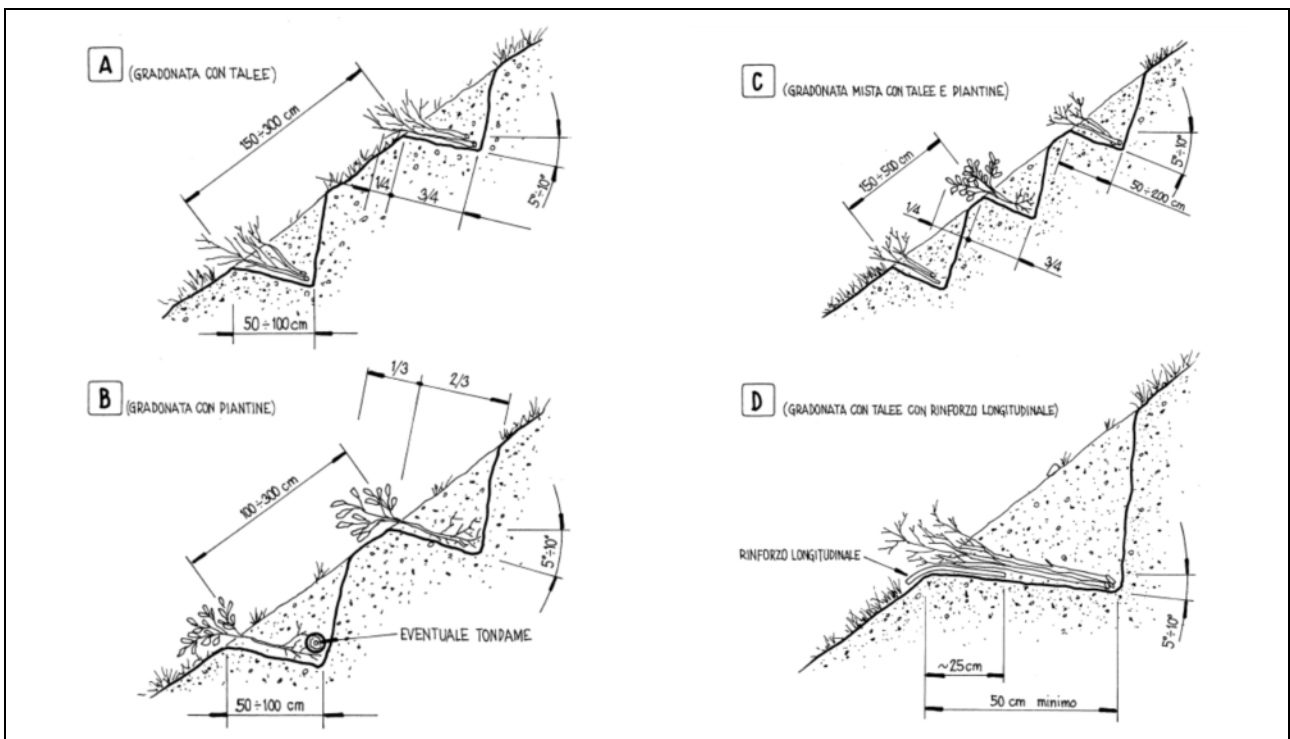 A (GRADONATA CON TALEE)
150÷300 cm
1/4
3/4
5°÷10°
50÷100 cm
B (GRADONATA CON PIANTINE)
1/3
2/3
100÷300 cm
5°÷10°
EVENTUALE TONDAME
50÷100 cm
C (GRADONATA MISTA CON TALEE E PIANTINE)
150÷500 cm
1/4
3/4
5°÷10°
50÷200 cm
D (GRADONATA CON TALEE CON RINFORZO LONGITUDINALE)
RINFORZO LONGITUDINALE
5°÷10°
~25cm
50 cm minimo